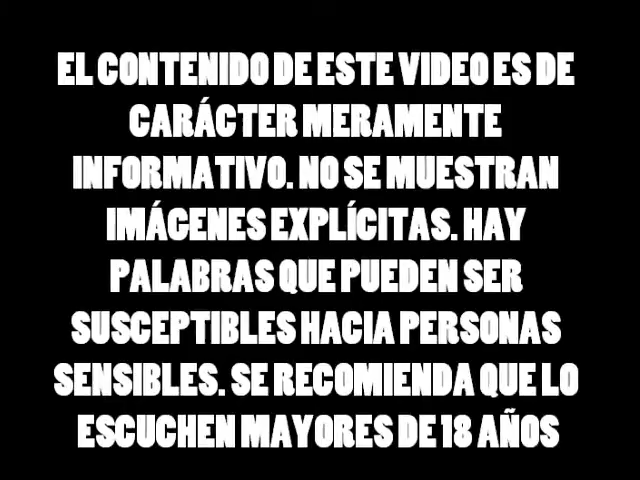 EL CONTENIDO DE ESTE VIDEO ES DE
CARÁCTER MERAMENTE
INFORMATIVO. NO SE MUESTRAN
IMÁGENES EXPLÍCITAS. HAY
PALABRAS QUE PUEDEN SER
SUSCEPTIBLES HACIA PERSONAS
SENSIBLES. SE RECOMIENDA QUE LO
ESCUCHEN MAYORES DE 18 AÑOS